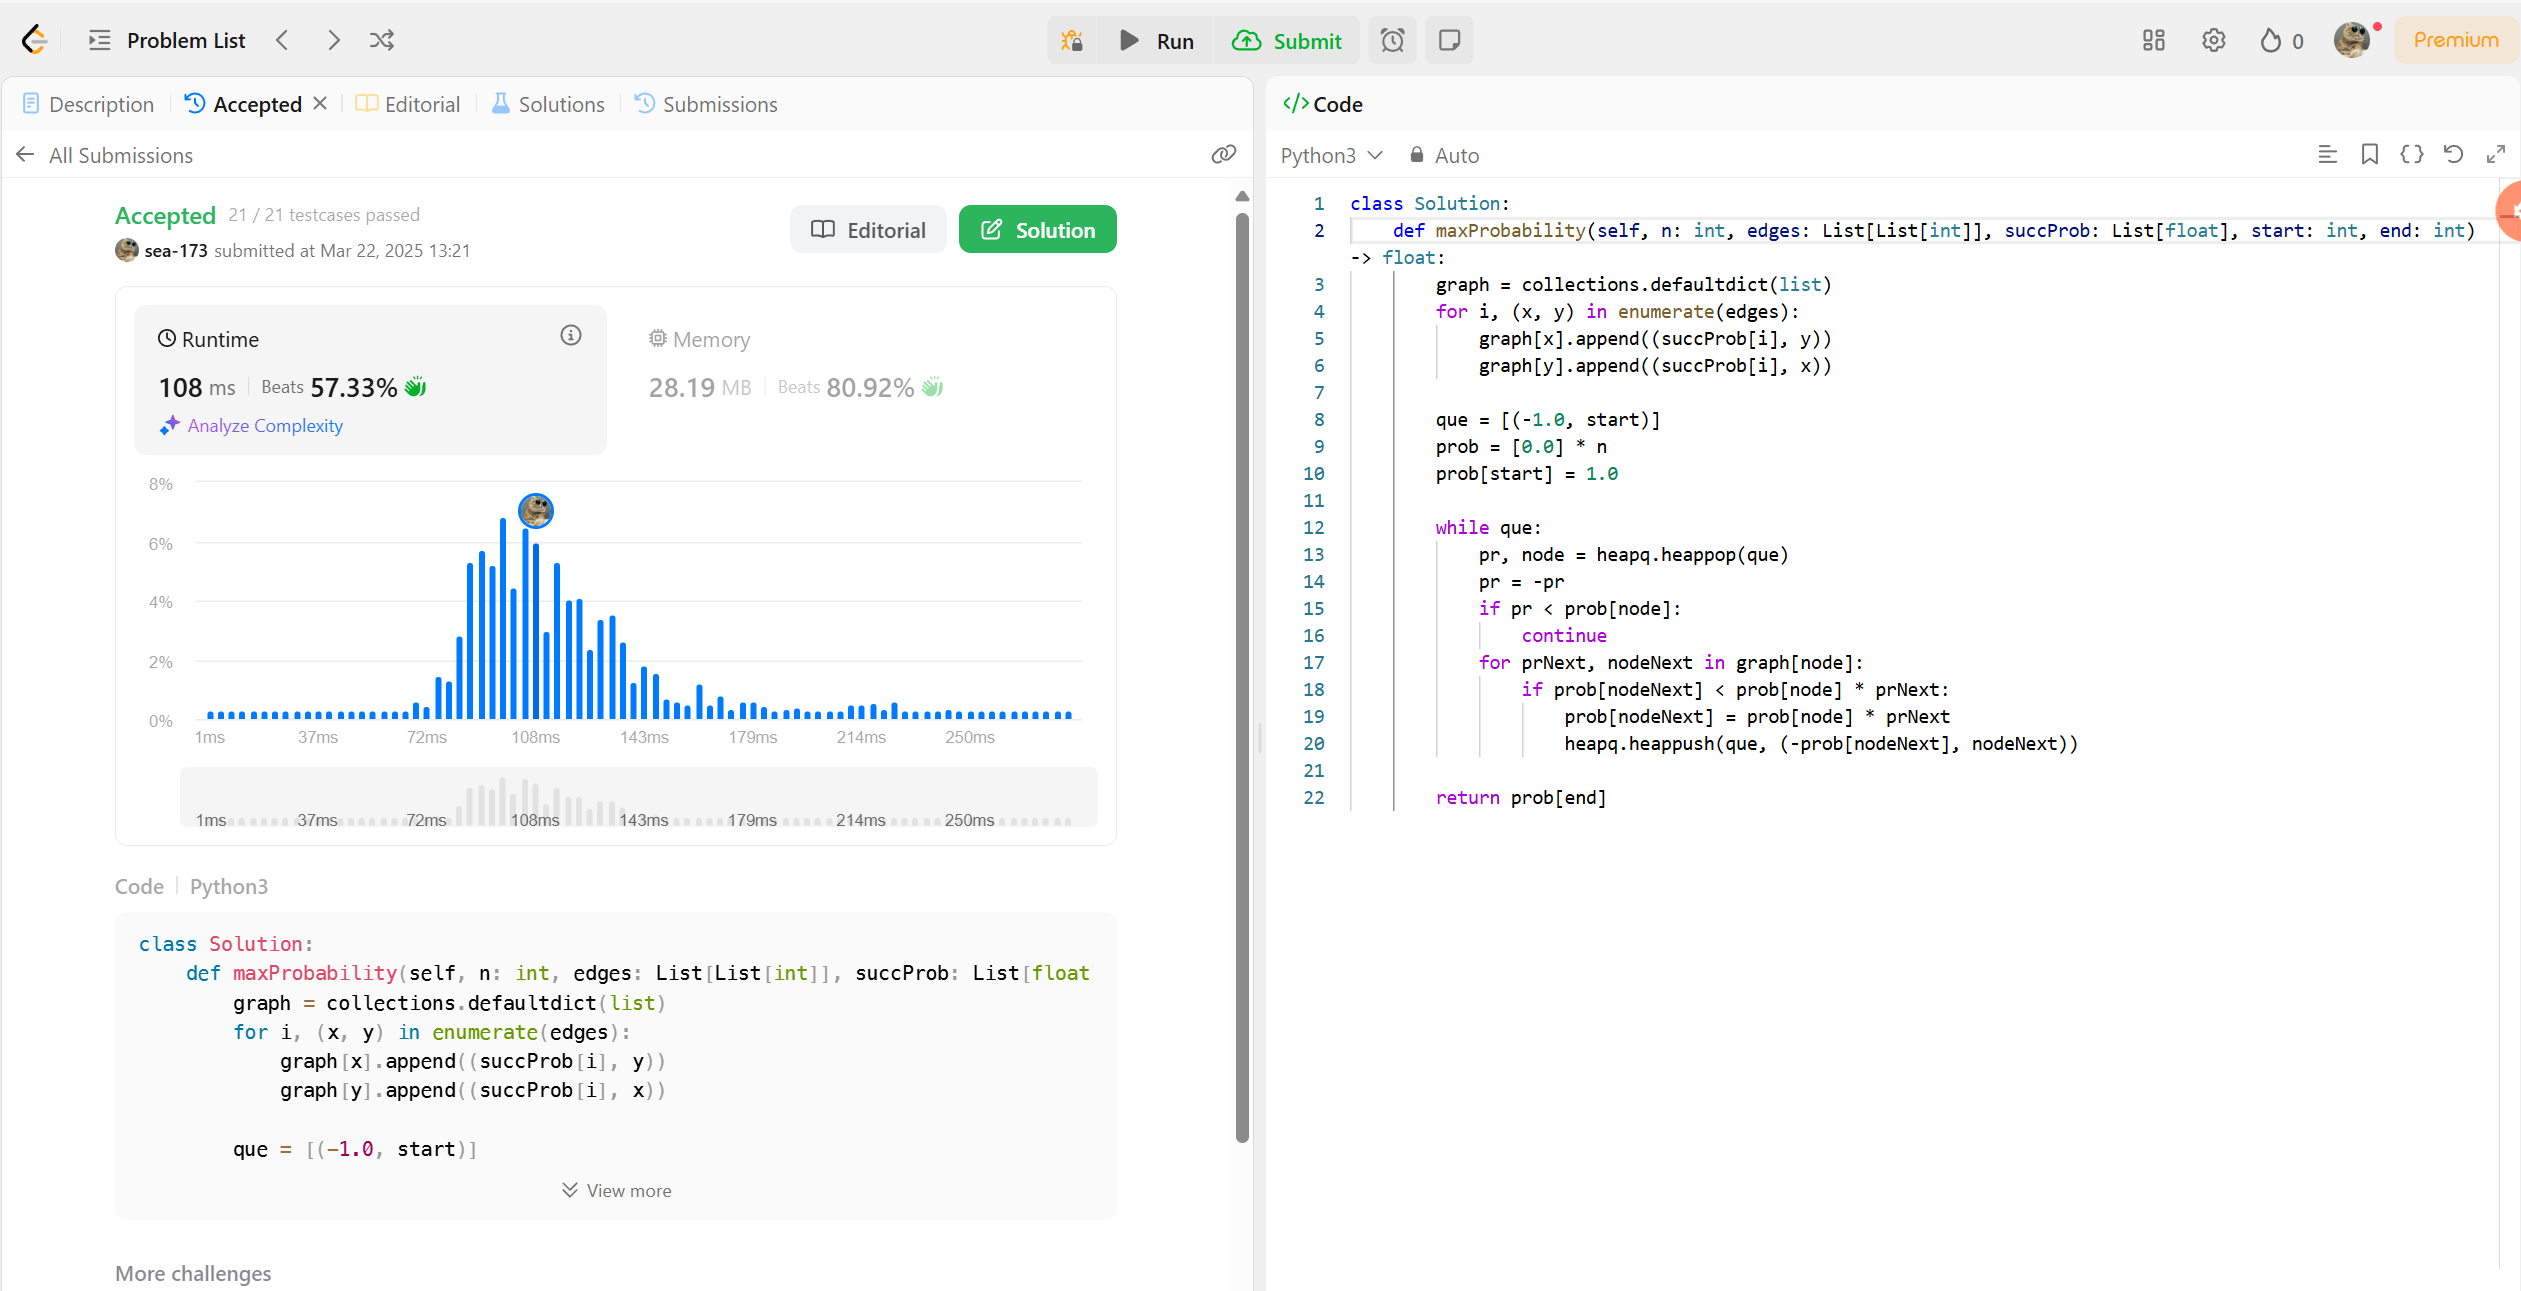 Problem List
Run
Submit
0
Premium
Description
Accepted
Editorial
Solutions
Submissions
All Submissions
Accepted 21 / 21 testcases passed
sea-173 submitted at Mar 22, 2025 13:21
Editorial
Solution
Runtime
108 ms Beats 57.33%
Analyze Complexity
Memory
28.19 MB Beats 80.92%
8%
6%
4%
2%
0%
1ms 37ms 72ms 108ms 143ms 179ms 214ms 250ms
1ms 37ms 72ms 108ms 143ms 179ms 214ms 250ms
Code Python3
class Solution:
    def maxProbability(self, n: int, edges: List[List[int]], succProb: List[float
        graph = collections.defaultdict(list)
        for i, (x, y) in enumerate(edges):
            graph[x].append((succProb[i], y))
            graph[y].append((succProb[i], x))
        que = [(-1.0, start)]
View more
More challenges
Code
Python3 Auto
1 class Solution:
2     def maxProbability(self, n: int, edges: List[List[int]], succProb: List[float], start: int, end: int)
-> float:
3         graph = collections.defaultdict(list)
4         for i, (x, y) in enumerate(edges):
5             graph[x].append((succProb[i], y))
6             graph[y].append((succProb[i], x))
7
8         que = [(-1.0, start)]
9         prob = [0.0] * n
10         prob[start] = 1.0
11
12         while que:
13             pr, node = heapq.heappop(que)
14             pr = -pr
15             if pr < prob[node]:
16                 continue
17             for prNext, nodeNext in graph[node]:
18                 if prob[nodeNext] < prob[node] * prNext:
19                     prob[nodeNext] = prob[node] * prNext
20                     heapq.heappush(que, (-prob[nodeNext], nodeNext))
21
22         return prob[end]